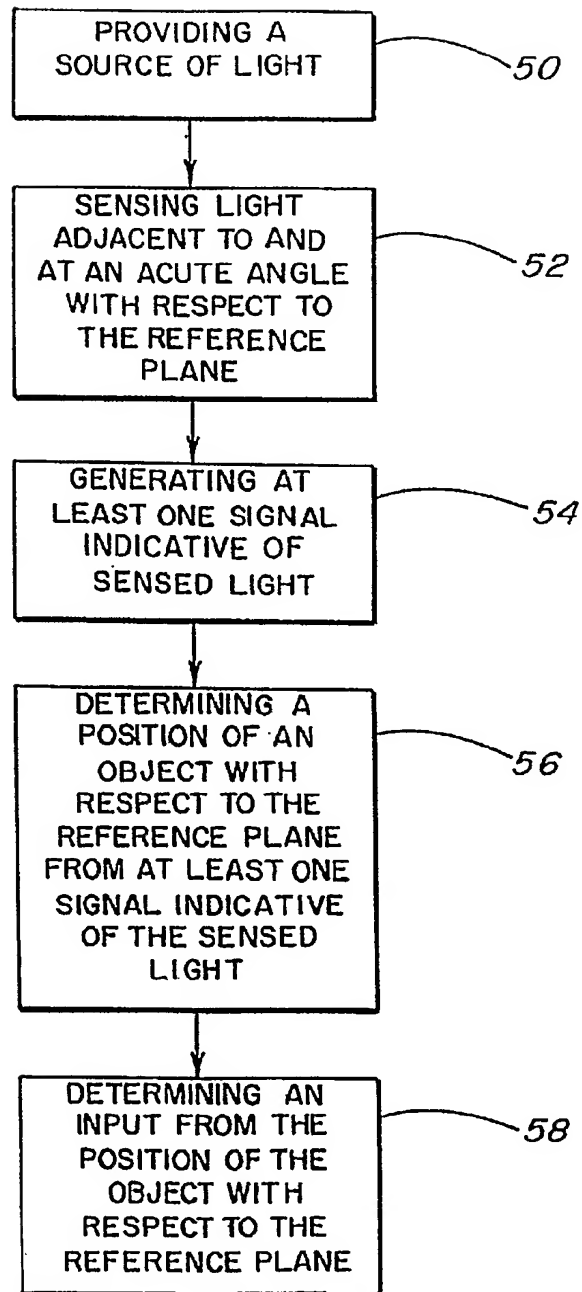 PROVIDING A
SOURCE OF LIGHT
50
SENSING LIGHT
ADJACENT TO AND
AT AN ACUTE ANGLE
WITH RESPECT TO
THE REFERENCE
PLANE
52
GENERATING AT
LEAST ONE SIGNAL
INDICATIVE OF
SENSED LIGHT
54
DETERMINING A
POSITION OF AN
OBJECT WITH
RESPECT TO THE
REFERENCE PLANE
FROM AT LEAST ONE
SIGNAL INDICATIVE
OF THE SENSED
LIGHT
56
DETERMINING AN
INPUT FROM THE
POSITION OF THE
OBJECT WITH
RESPECT TO THE
REFERENCE PLANE
58